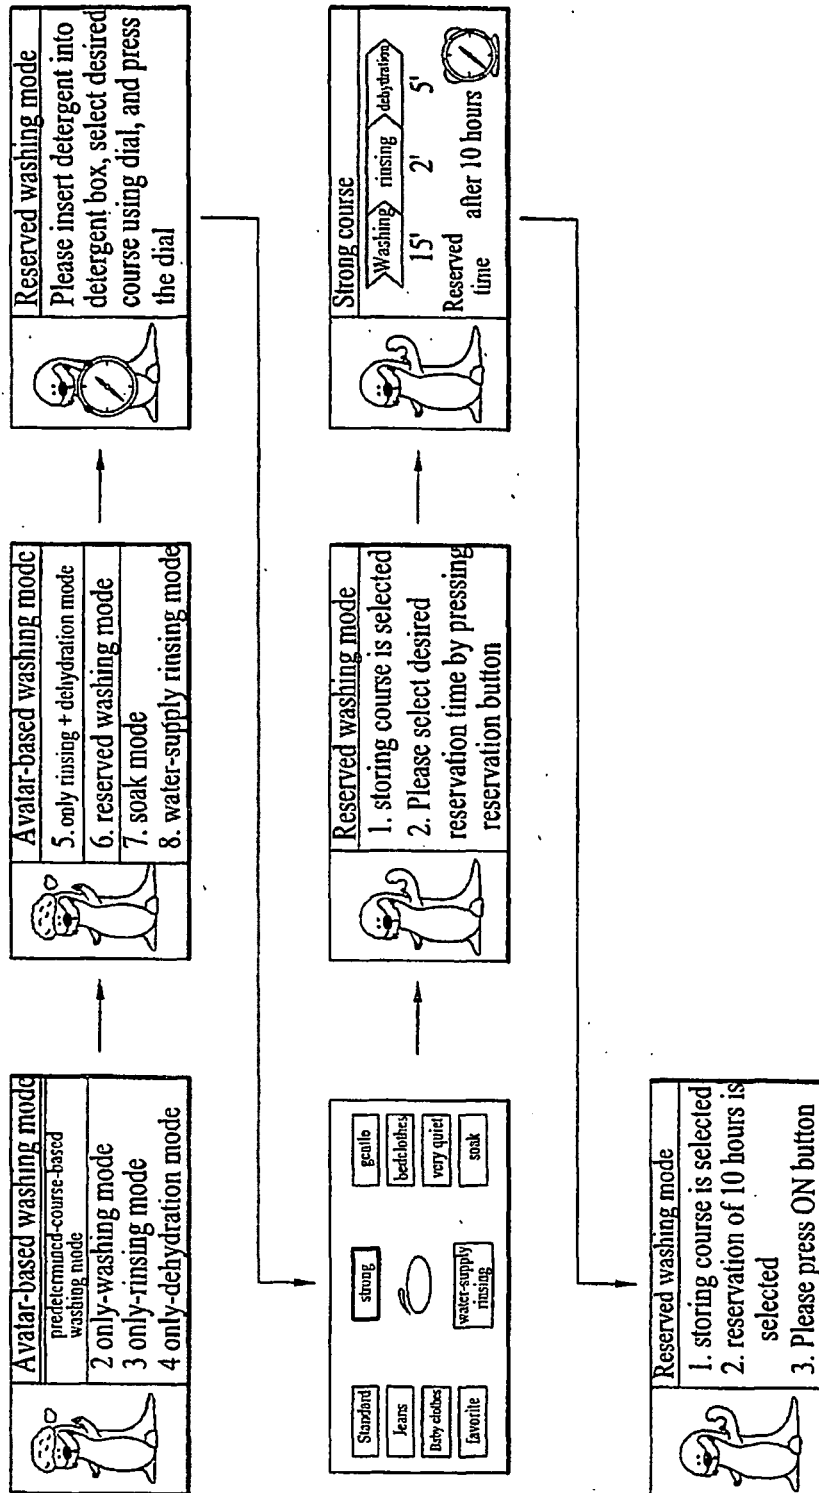 Avatar-based washing mode
predetermined-course-based
washing mode
2 only-washing mode
3 only-rinsing mode
4 only-dehydration mode
Avatar-based washing mode
5. only rinsing + dehydration mode
6. reserved washing mode
7. soak mode
8. water-supply rinsing mode
Reserved washing mode
Please insert detergent into
detergent box, select desired
course using dial, and press
the dial
Standard
Jeans
Baby clothes
favorite
strong
water-supply
rinsing
gentle
bedclothes
very quiet
soak
Reserved washing mode
1. storing course is selected
2. Please select desired
reservation time by pressing
reservation button
Strong course
Washing rinsing dehydration
15' 2' 5'
Reserved
time
after 10 hours
Reserved washing mode
1. storing course is selected
2. reservation of 10 hours is
selected
3. Please press ON button